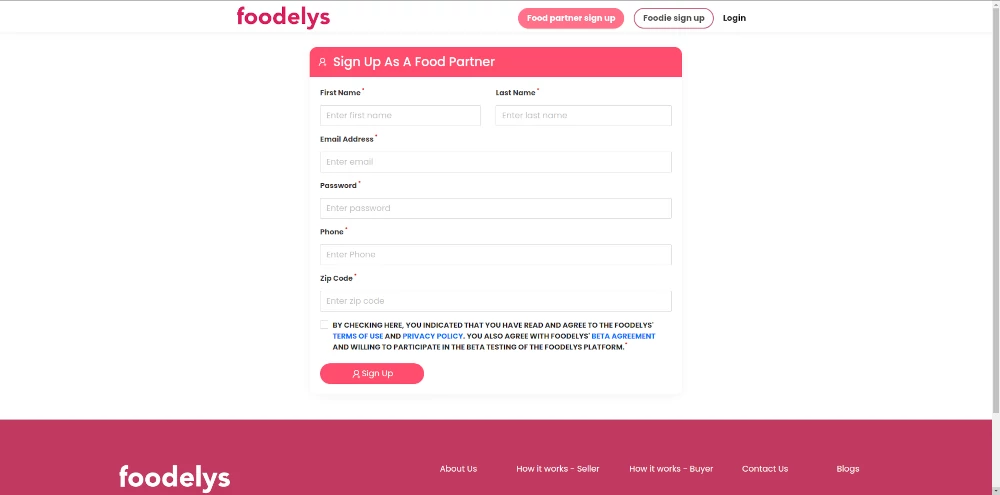 foodelys
Food partner sign up
Foodie sign up
Login
Sign Up As A Food Partner
First Name *
Last Name *
Enter first name
Enter last name
Email Address *
Enter email
Password *
Enter password
Phone *
Enter Phone
Zip Code *
Enter zip code
BY CHECKING HERE, YOU INDICATED THAT YOU HAVE READ AND AGREE TO THE FOODELYS'
TERMS OF USE AND PRIVACY POLICY. YOU ALSO AGREE WITH FOODELYS' BETA AGREEMENT
AND WILLING TO PARTICIPATE IN THE BETA TESTING OF THE FOODELYS PLATFORM. *
Sign Up
foodelys
About Us
How it works - Seller
How it works - Buyer
Contact Us
Blogs